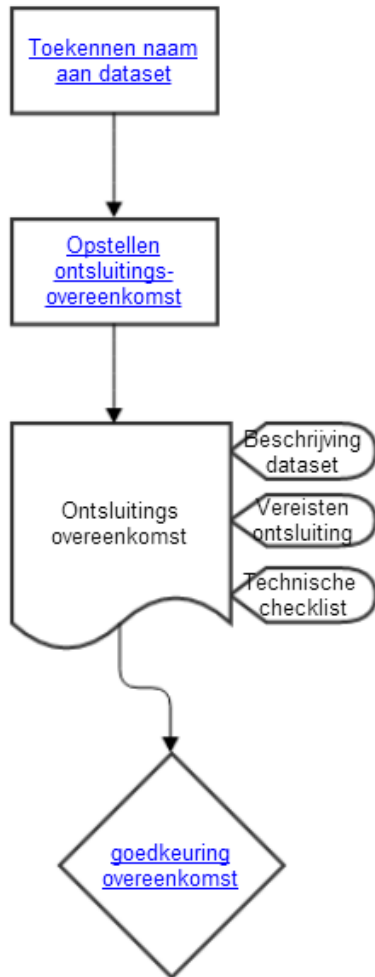 Toekennen naam
aan dataset
Opstellen
ontsluitings-
overeenkomst
Ontsluitings
overeenkomst
Beschrijving
dataset
Vereisten
ontsluiting
Technische
checklist
goedkeuring
overeenkomst